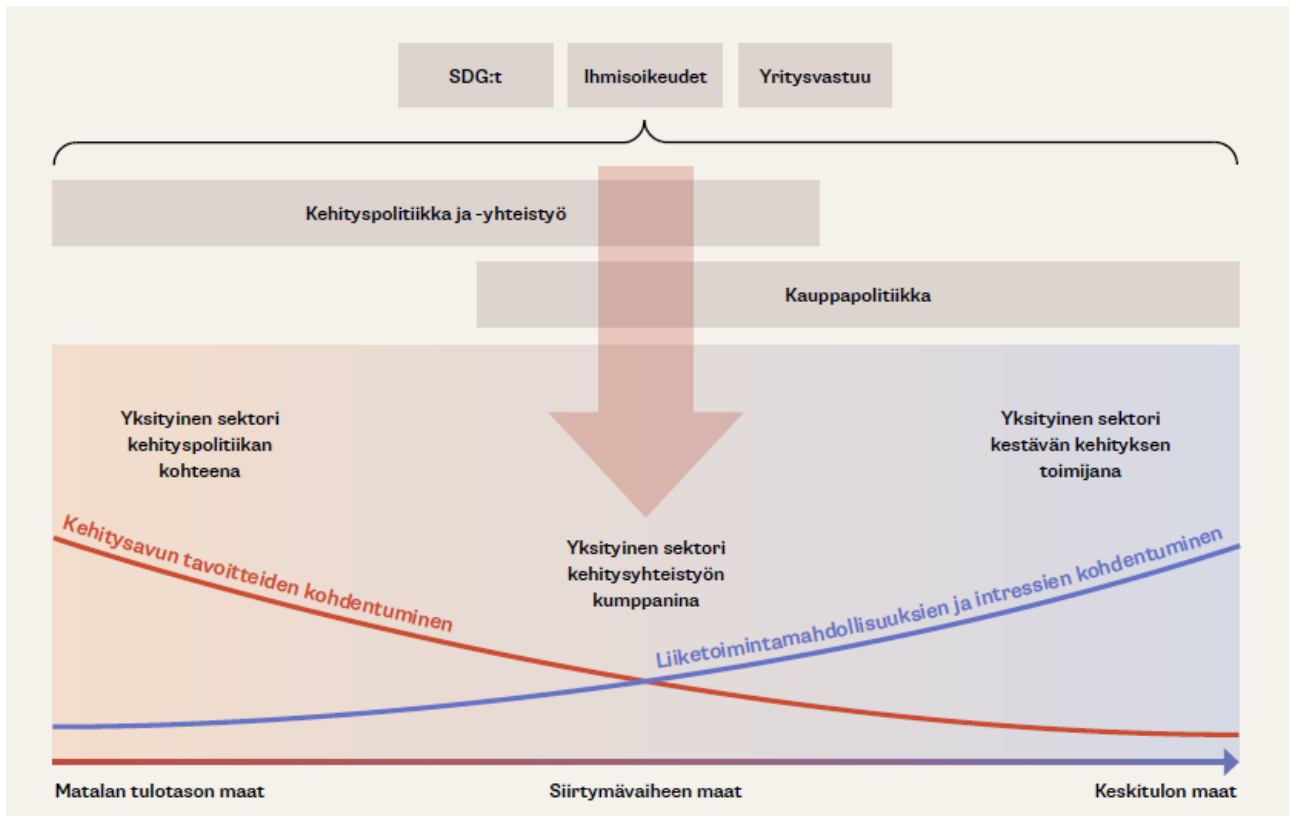 SDG:t
Ihmisoikeudet
Yritysvastuu
Kehityspolitiikka ja -yhteistyö
Kauppapolitiikka
Yksityinen sektori
kehityspolitiikan
kohteena
Yksityinen sektori
kestävän kehityksen
toimijana
Kehitysavun tavoitteiden kohdentuminen
Yksityinen sektori
kehitysyhteistyön
kumppanina
Liiketoimintamahdollisuuksien ja intressien kohdentuminen
Matalan tulotason maat
Siirtymävaiheen maat
Keskitulon maat